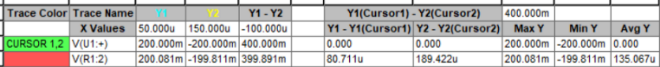 Trace Color Trace Name Y1 Y2 Y1 - Y2 Y1(Cursor1) - Y2(Cursor2) 400.000m
X Values 50.000u 150.000u -100.000u Y1 - Y1(Cursor1) Y2 - Y2(Cursor2) Max Y Min Y Avg Y
CURSOR 1,2 V(U1:+) 200.000m -200.000m 400.000m 0.000 0.000 200.000m -200.000m 0.000
V(R1:2) 200.081m -199.811m 399.891m 80.711u 189.422u 200.081m -199.811m 135.067u